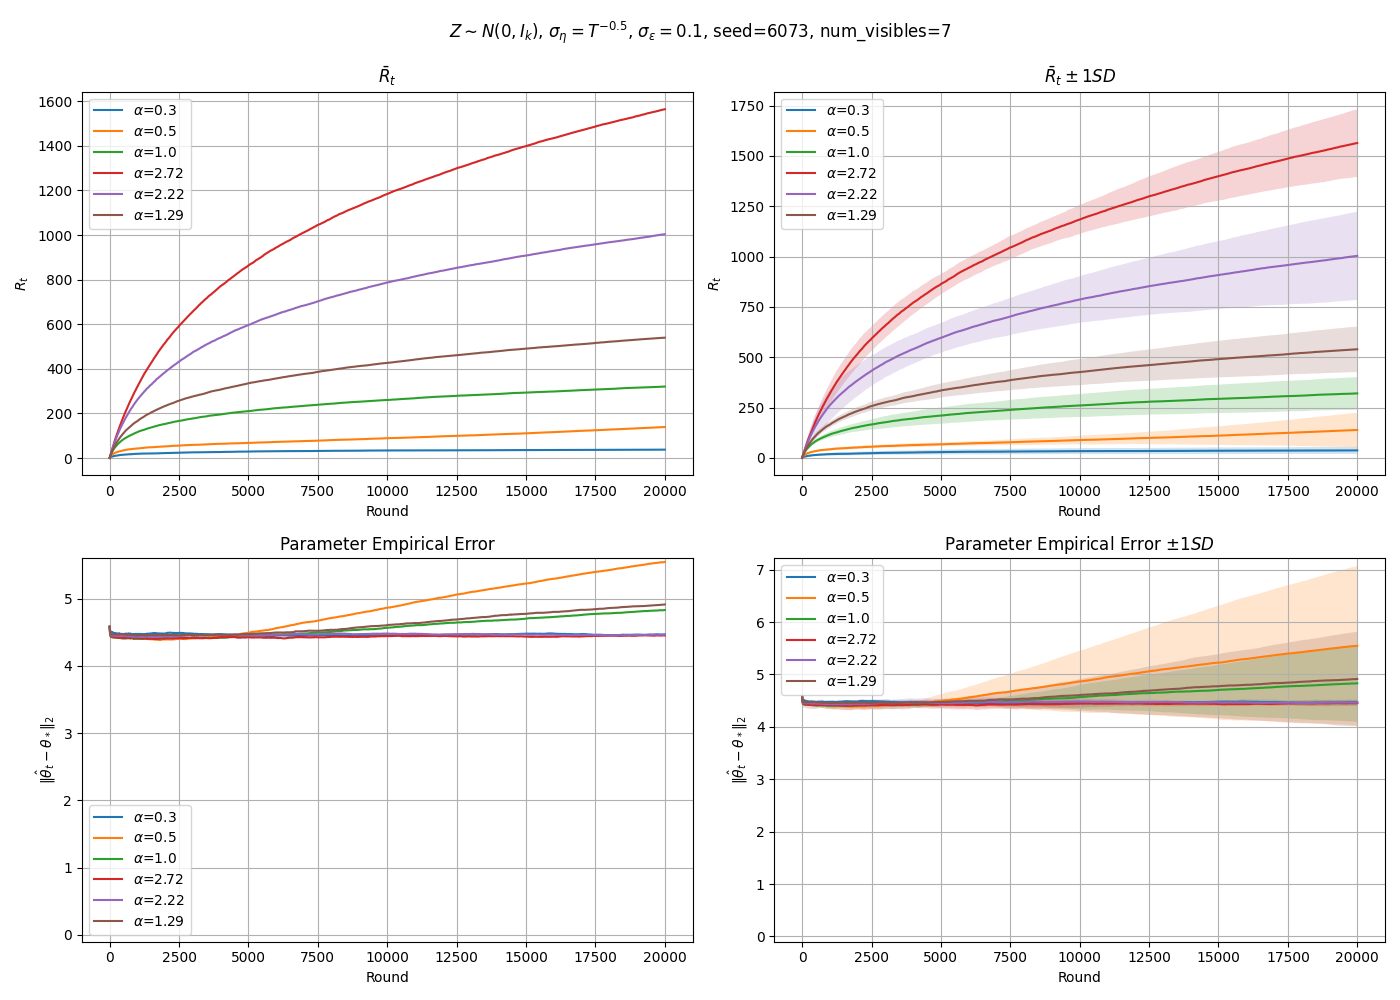 Z ∼ N(0, I_k), σ_η = T^{−0.5}, σ_ε = 0.1, seed=6073, num_visibles=7
R̄_t
R_t
1600
1400
1200
1000
800
600
400
200
0
α=0.3
α=0.5
α=1.0
α=2.72
α=2.22
α=1.29
0 2500 5000 7500 10000 12500 15000 17500 20000
Round
R̄_t ± 1SD
R_t
1750
1500
1250
1000
750
500
250
0
α=0.3
α=0.5
α=1.0
α=2.72
α=2.22
α=1.29
0 2500 5000 7500 10000 12500 15000 17500 20000
Round
Parameter Empirical Error
‖θ̂_t − θ_*‖_2
5
4
3
2
1
0
α=0.3
α=0.5
α=1.0
α=2.72
α=2.22
α=1.29
0 2500 5000 7500 10000 12500 15000 17500 20000
Round
Parameter Empirical Error ±1SD
‖θ̂_t − θ_*‖_2
7
6
5
4
3
2
1
0
α=0.3
α=0.5
α=1.0
α=2.72
α=2.22
α=1.29
0 2500 5000 7500 10000 12500 15000 17500 20000
Round